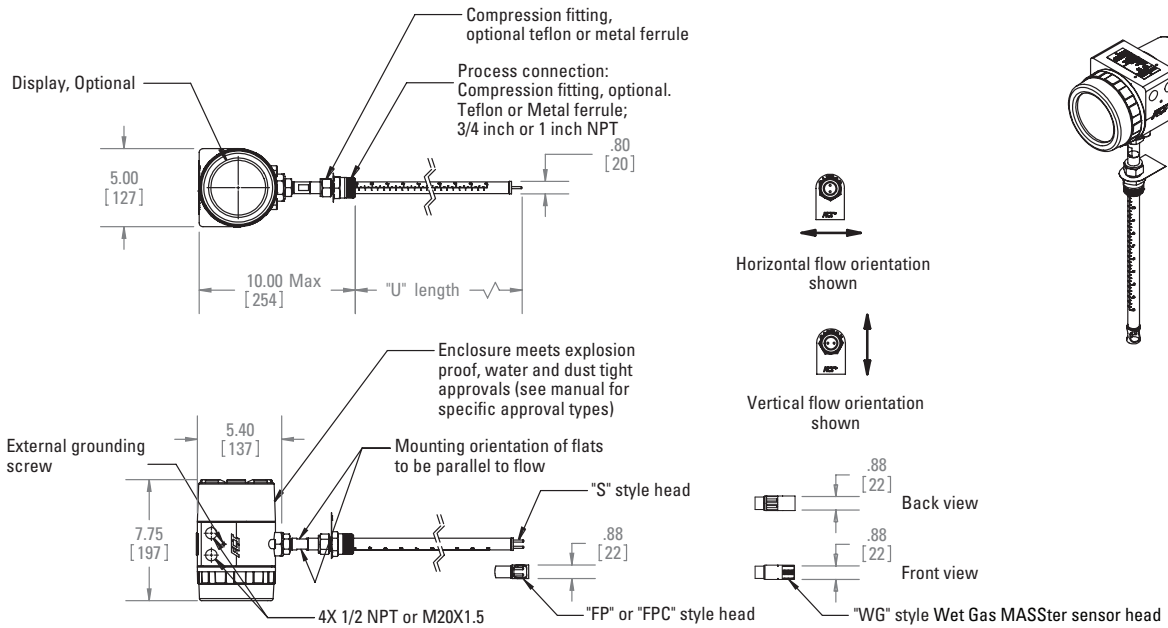 Compression fitting,
optional teflon or metal ferrule
Display, Optional
Process connection:
Compression fitting, optional.
Teflon or Metal ferrule;
3/4 inch or 1 inch NPT
.80
[20]
5.00
[127]
10.00 Max
[254]
"U" length
Horizontal flow orientation
shown
Vertical flow orientation
shown
Enclosure meets explosion
proof, water and dust tight
approvals (see manual for
specific approval types)
5.40
[137]
External grounding
screw
Mounting orientation of flats
to be parallel to flow
"S" style head
.88
[22]
Back view
7.75
[197]
.88
[22]
.88
[22]
Front view
4X 1/2 NPT or M20X1.5
"FP" or "FPC" style head
"WG" style Wet Gas MASSter sensor head